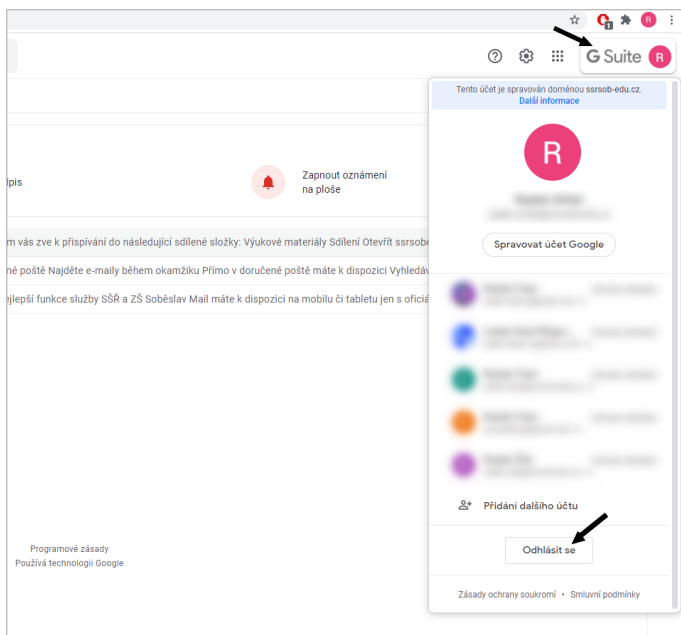 1
R
G Suite
R
Tento účet je spravován doménou ssrsob-edu.cz.
Další informace
R
lpis
Zapnout oznámení
na ploše
Spravovat účet Google
m vás zve k přispívání do následující sdílené složky: Výukové materiály Sdílení Otevřít
né poště Najděte e-maily během okamžiku Přímo v doručené poště máte k dispozici
ejlepší funkce služby SŠŘ a ZŠ Soběslav Mail máte k dispozici na mobilu či tabletu jen s
Přidání dalšího účtu
Odhlásit se
Programové zásady
Používá technologii Google
Zásady ochrany soukromí • Smluvní podmínky